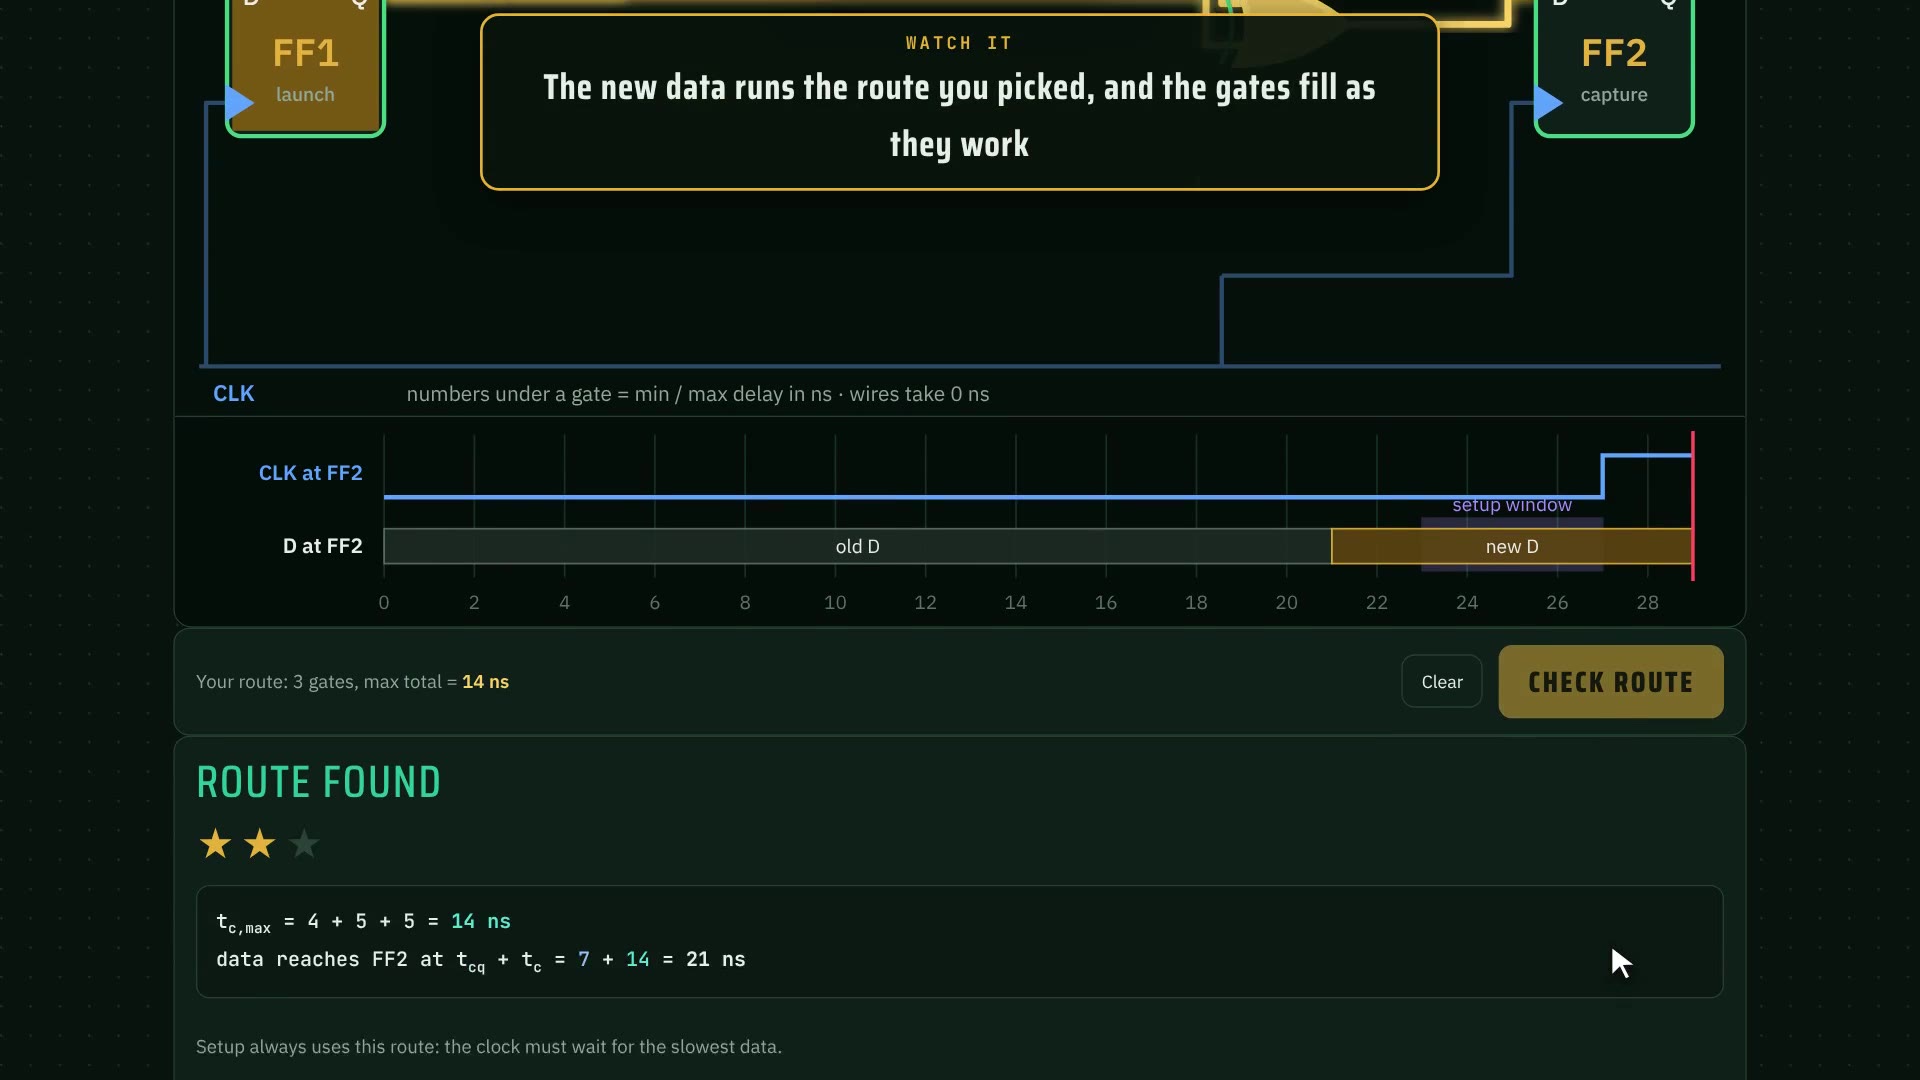 D Q
D Q
WATCH IT
FF1
FF2
The new data runs the route you picked, and the gates fill as
they work
launch
capture
CLK
numbers under a gate = min / max delay in ns · wires take 0 ns
CLK at FF2
setup window
D at FF2
old D
new D
0 2 4 6 8 10 12 14 16 18 20 22 24 26 28
Your route: 3 gates, max total = 14 ns
Clear
CHECK ROUTE
ROUTE FOUND
tc,max = 4 + 5 + 5 = 14 ns
data reaches FF2 at tcq + tc = 7 + 14 = 21 ns
Setup always uses this route: the clock must wait for the slowest data.